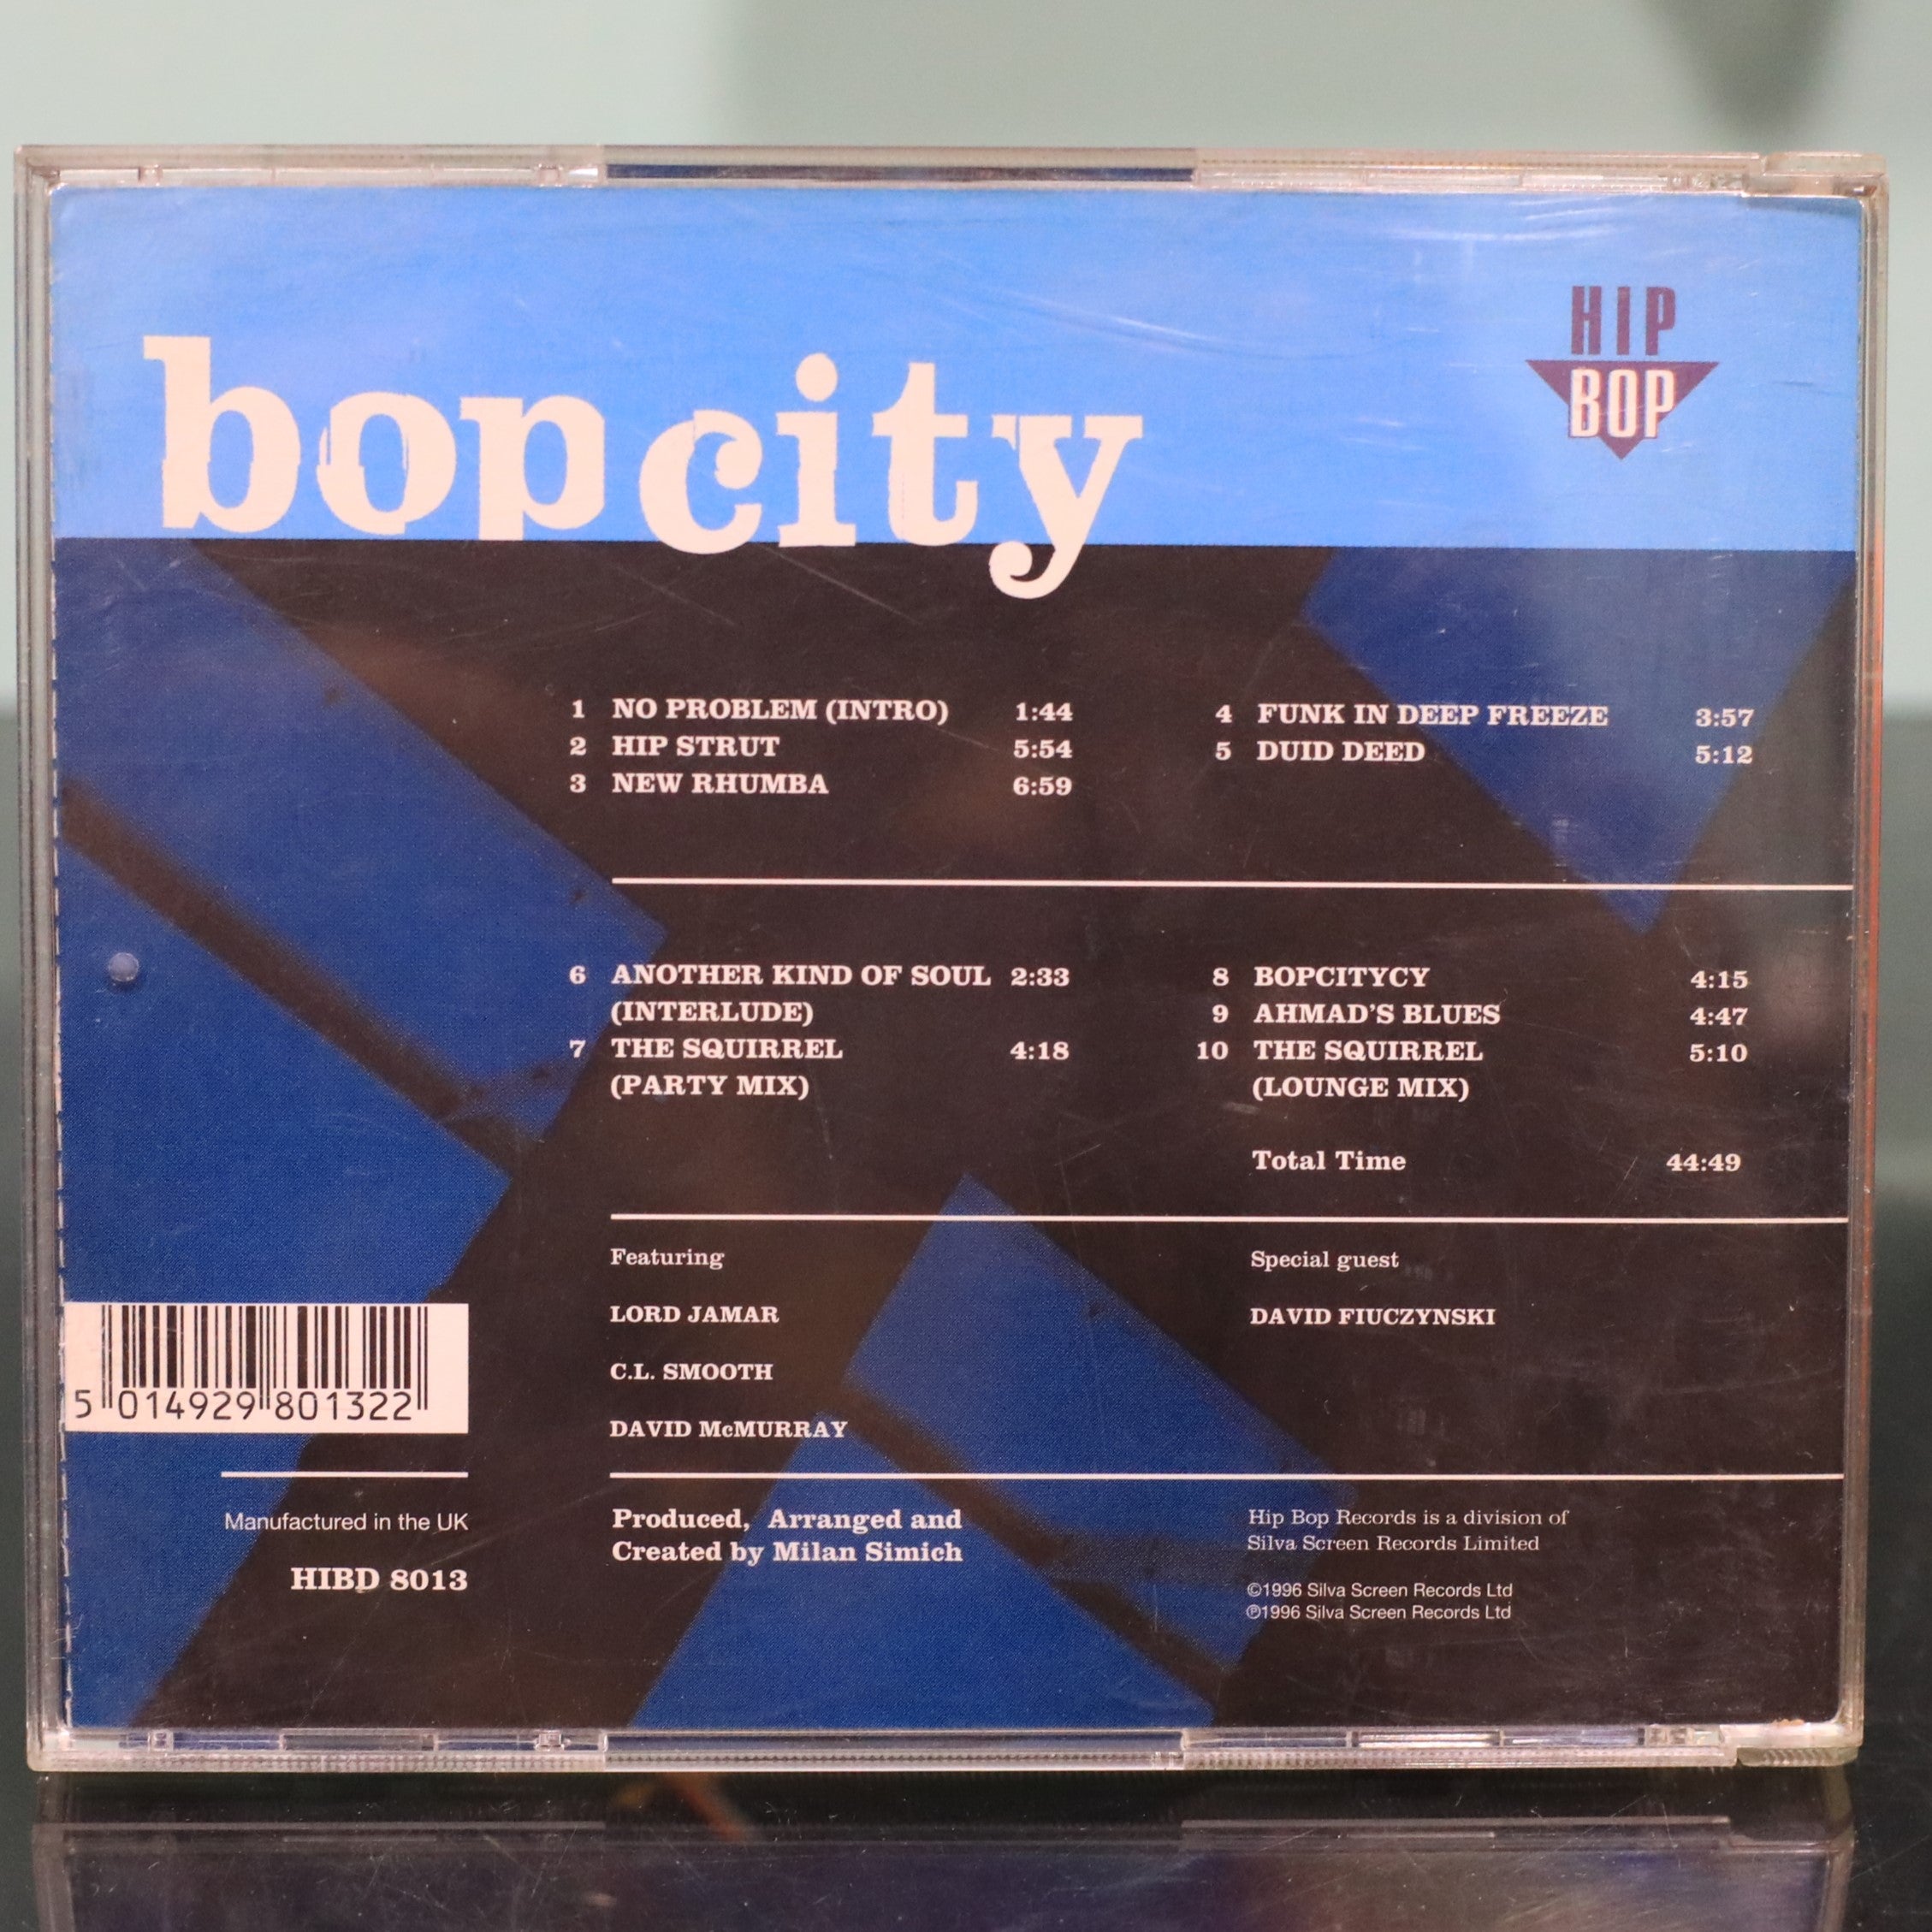 HIP
BOP
bop city
1 NO PROBLEM (INTRO) 1:44
2 HIP STRUT 5:54
3 NEW RHUMBA 6:59
4 FUNK IN DEEP FREEZE 3:57
5 DUID DEED 5:12
6 ANOTHER KIND OF SOUL 2:33
(INTERLUDE)
7 THE SQUIRREL 4:18
(PARTY MIX)
8 BOPCITYCY 4:15
9 AHMAD'S BLUES 4:47
10 THE SQUIRREL 5:10
(LOUNGE MIX)
Total Time 44:49
Featuring
LORD JAMAR
C.L. SMOOTH
DAVID McMURRAY
Special guest
DAVID FIUCZYNSKI
5 014929 801322
Manufactured in the UK
HIBD 8013
Produced, Arranged and
Created by Milan Simich
Hip Bop Records is a division of
Silva Screen Records Limited
©1996 Silva Screen Records Ltd
℗1996 Silva Screen Records Ltd